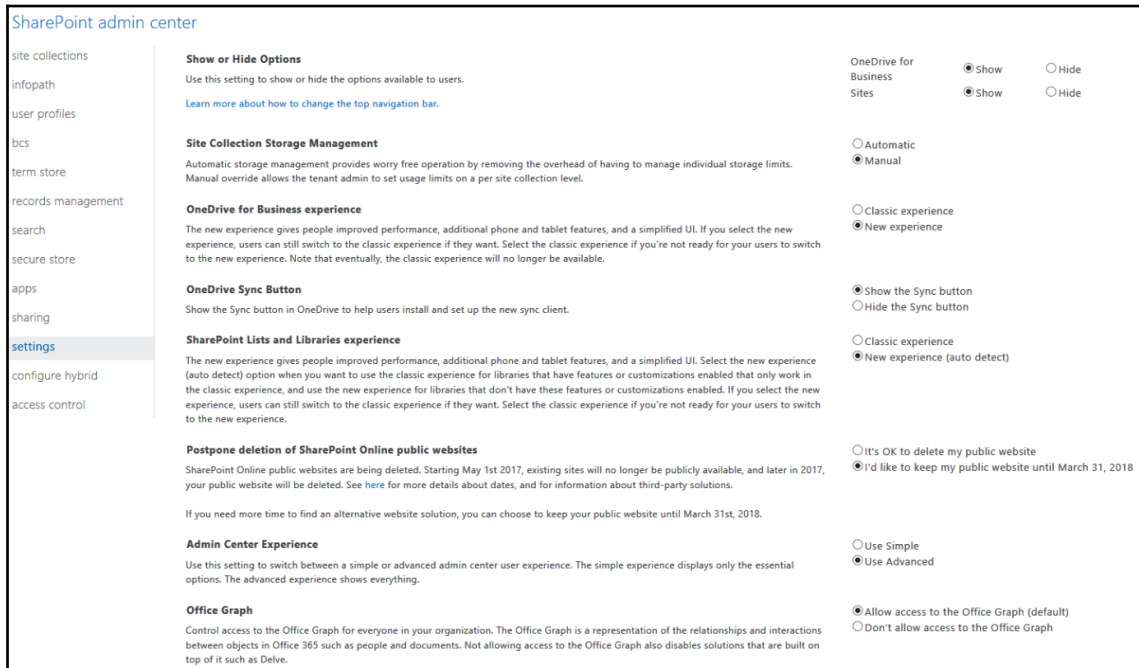 SharePoint admin center
site collections
infopath
user profiles
bcs
term store
records management
search
secure store
apps
sharing
settings
configure hybrid
access control
Show or Hide Options
Use this setting to show or hide the options available to users.
Learn more about how to change the top navigation bar.
OneDrive for
Business
Show Hide
Sites Show Hide
Site Collection Storage Management
Automatic storage management provides worry free operation by removing the overhead of having to manage individual storage limits.
Manual override allows the tenant admin to set usage limits on a per site collection level.
Automatic
Manual
OneDrive for Business experience
The new experience gives people improved performance, additional phone and tablet features, and a simplified UI. If you select the new
experience, users can still switch to the classic experience if they want. Select the classic experience if you're not ready for your users to switch
to the new experience. Note that eventually, the classic experience will no longer be available.
Classic experience
New experience
OneDrive Sync Button
Show the Sync button in OneDrive to help users install and set up the new sync client.
Show the Sync button
Hide the Sync button
SharePoint Lists and Libraries experience
The new experience gives people improved performance, additional phone and tablet features, and a simplified UI. Select the new experience
(auto detect) option when you want to use the classic experience for libraries that have features or customizations enabled that only work in
the classic experience, and use the new experience for libraries that don't have these features or customizations enabled. If you select the new
experience, users can still switch to the classic experience if they want. Select the classic experience if you're not ready for your users to switch
to the new experience.
Classic experience
New experience (auto detect)
Postpone deletion of SharePoint Online public websites
SharePoint Online public websites are being deleted. Starting May 1st 2017, existing sites will no longer be publicly available, and later in 2017,
your public website will be deleted. See here for more details about dates, and for information about third-party solutions.
If you need more time to find an alternative website solution, you can choose to keep your public website until March 31st, 2018.
It's OK to delete my public website
I'd like to keep my public website until March 31, 2018
Admin Center Experience
Use this setting to switch between a simple or advanced admin center user experience. The simple experience displays only the essential
options. The advanced experience shows everything.
Use Simple
Use Advanced
Office Graph
Control access to the Office Graph for everyone in your organization. The Office Graph is a representation of the relationships and interactions
between objects in Office 365 such as people and documents. Not allowing access to the Office Graph also disables solutions that are built on
top of it such as Delve.
Allow access to the Office Graph (default)
Don't allow access to the Office Graph